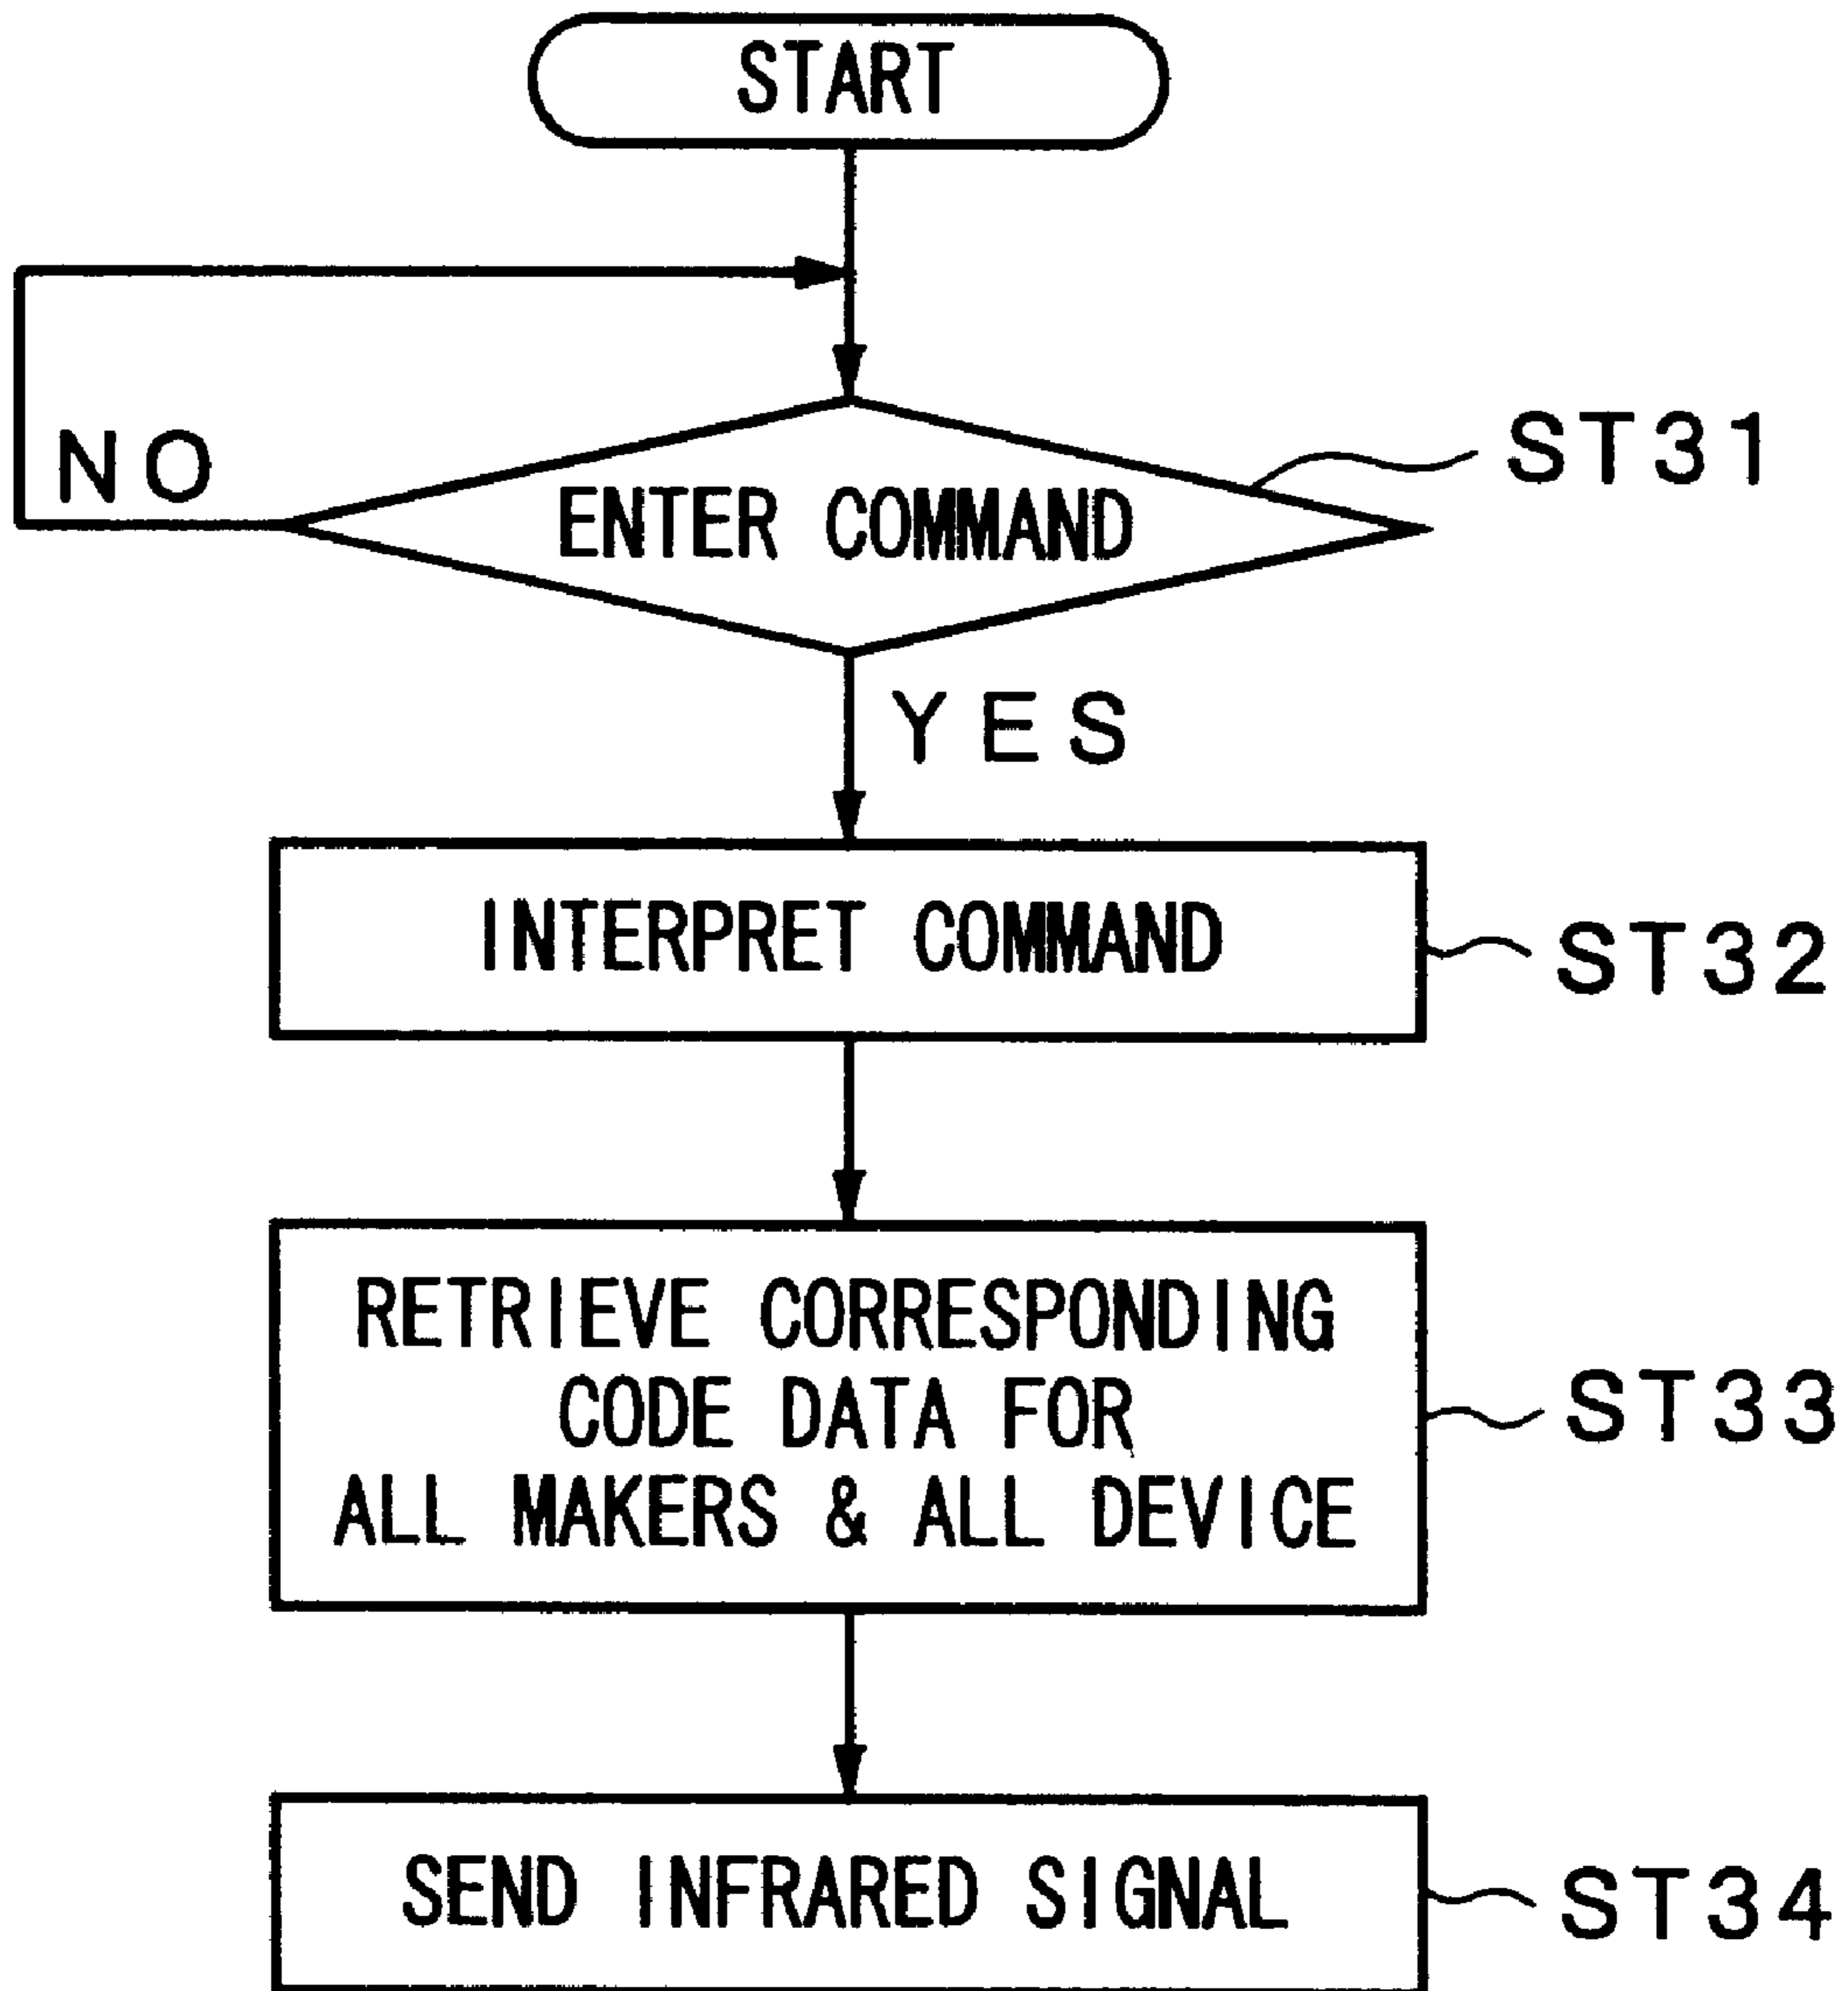 START
NO
ENTER COMMAND
ST31
YES
INTERPRET COMMAND
ST32
RETRIEVE CORRESPONDING
CODE DATA FOR
ALL MAKERS & ALL DEVICE
ST33
SEND INFRARED SIGNAL
ST34